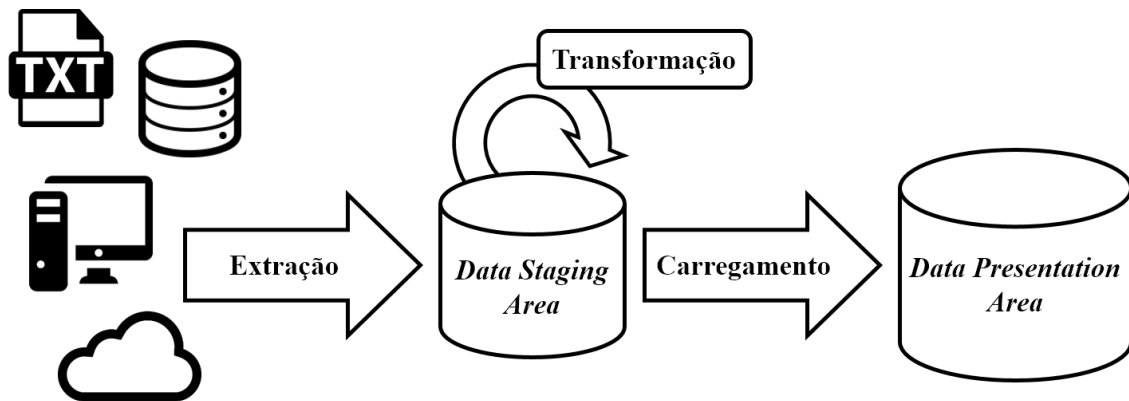 TXT
Transformação
Extração
Data Staging
Area
Carregamento
Data Presentation
Area